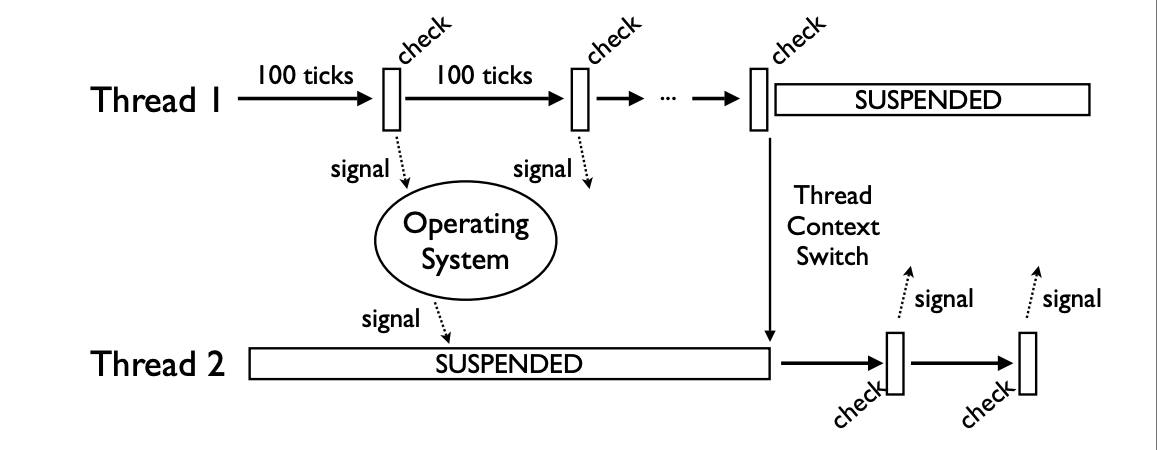 check
check
check
100 ticks
100 ticks
Thread 1
...
SUSPENDED
signal
signal
Thread
Context
Switch
Operating
System
signal
signal
signal
Thread 2
SUSPENDED
check
check